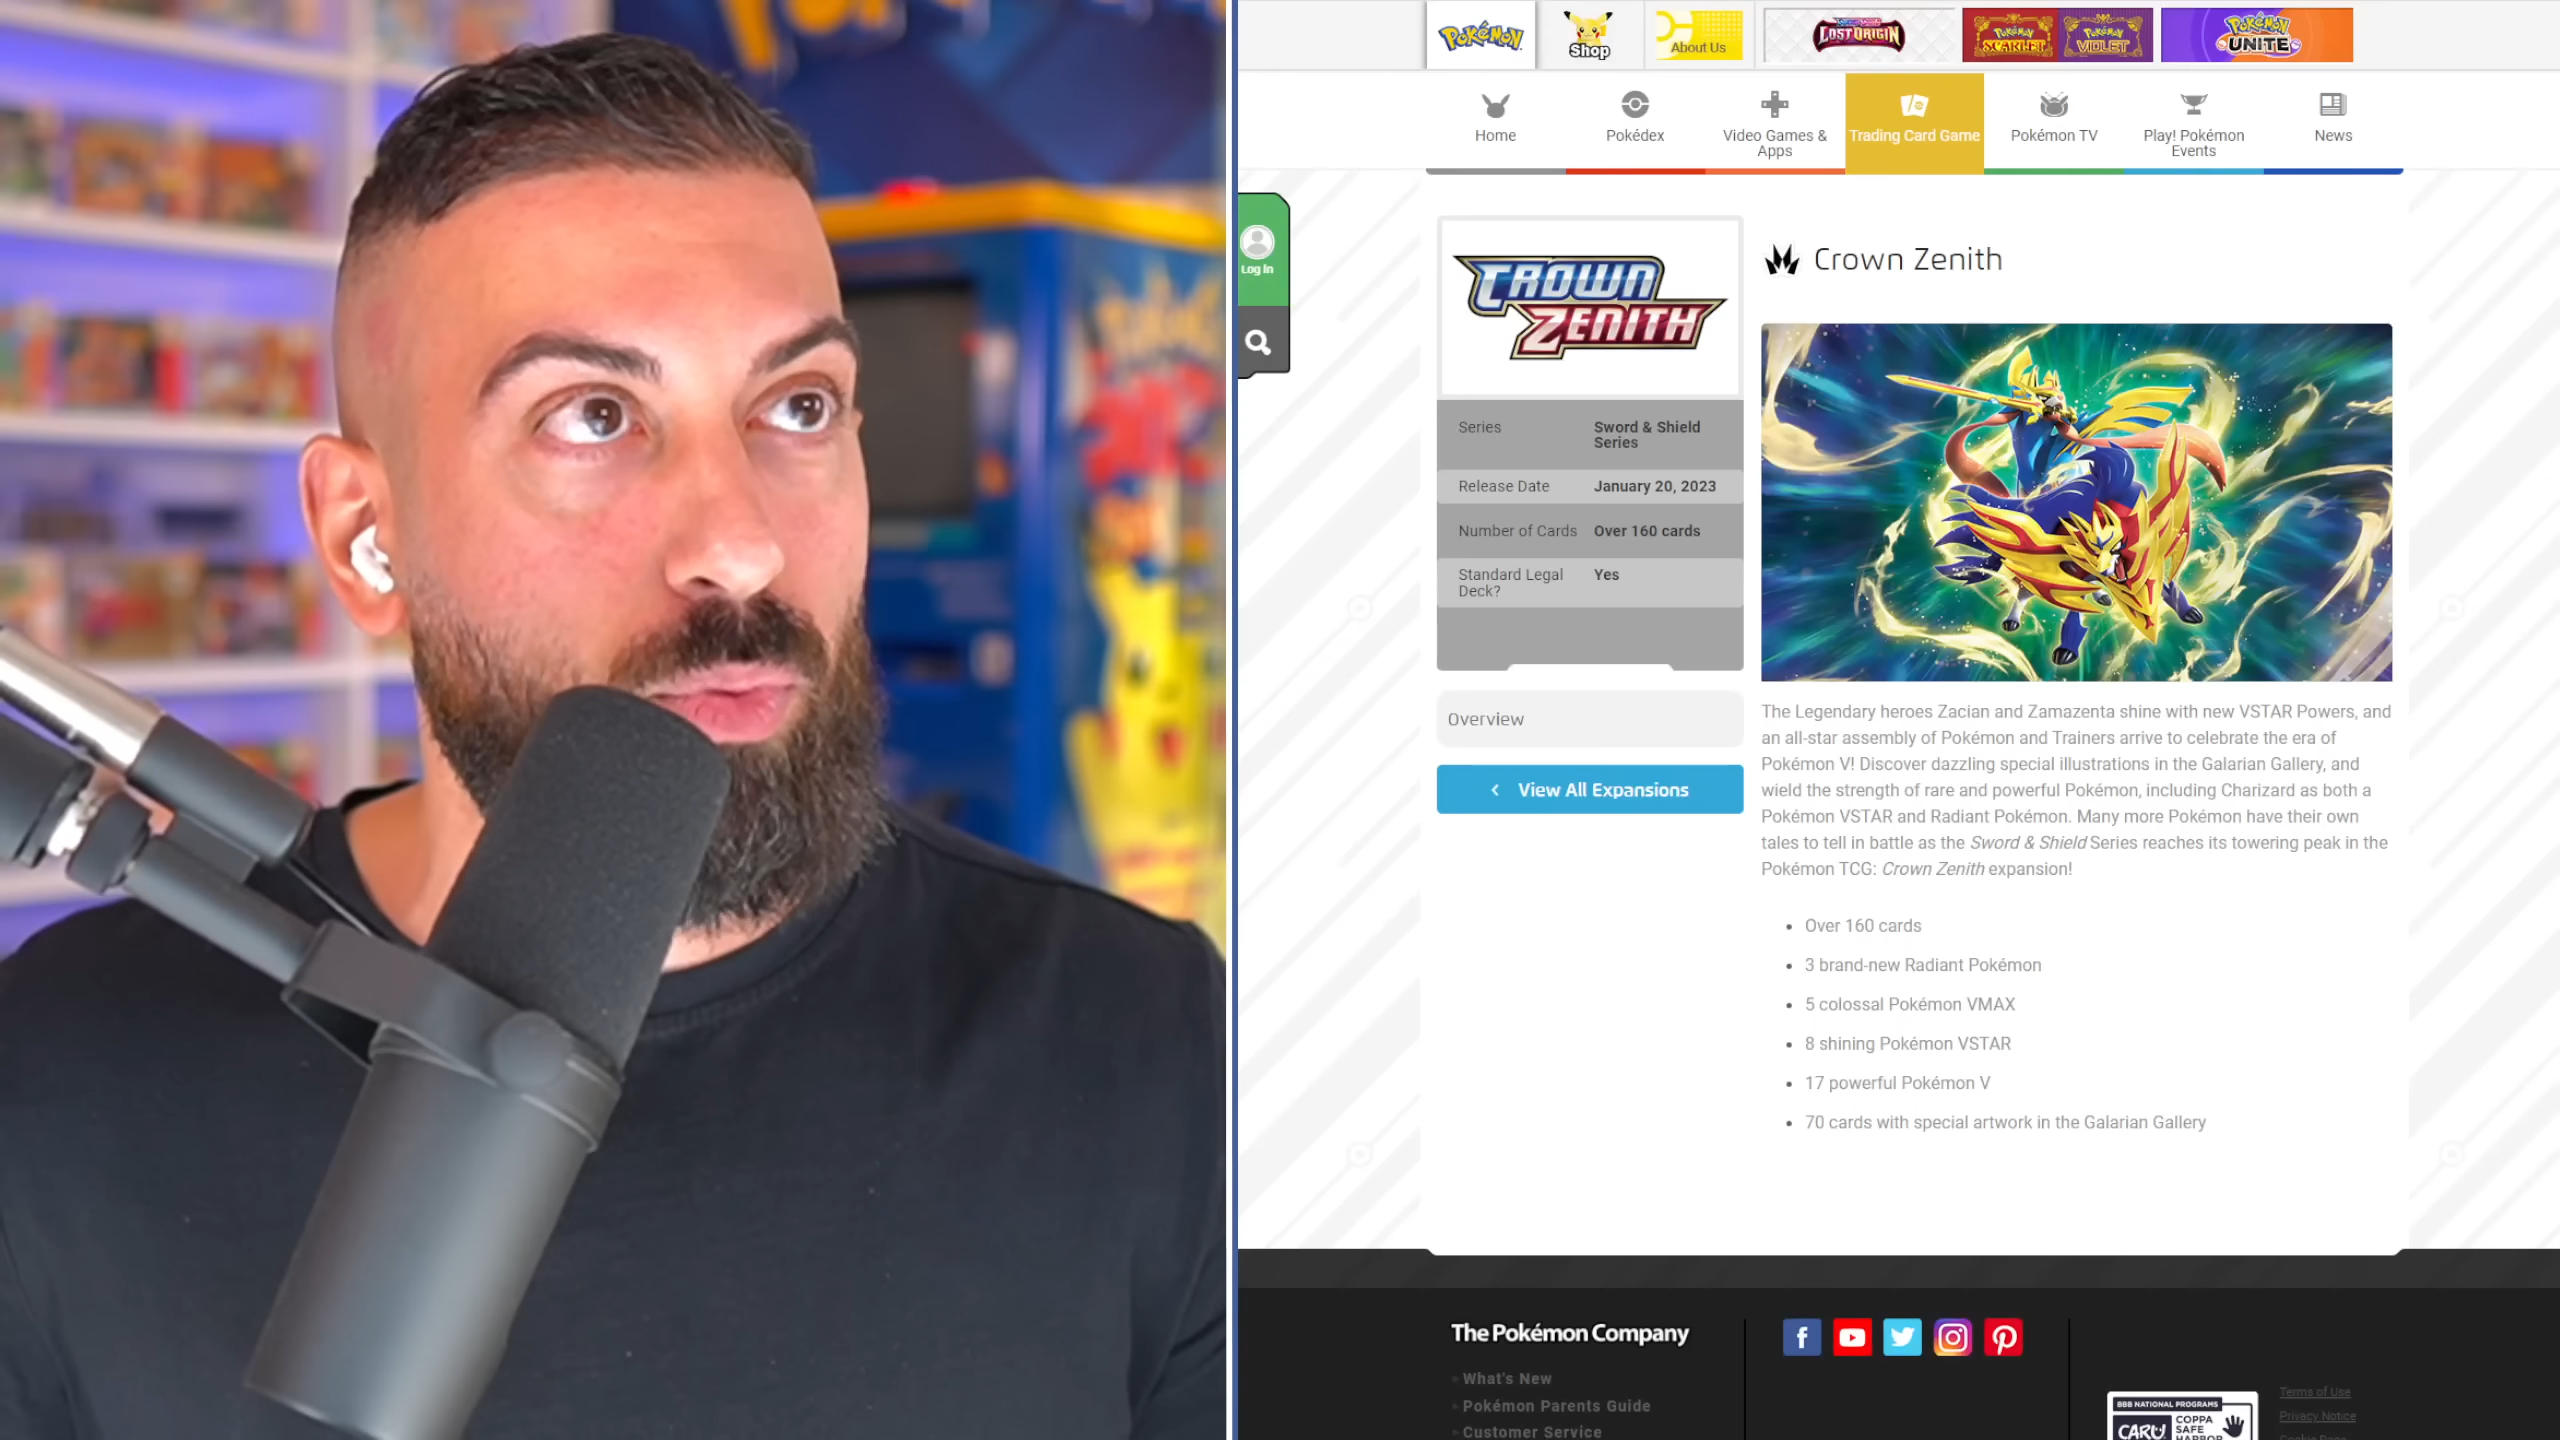 Pokémon
Shop
About Us
LOST ORIGIN
Pokémon
SCARLET
Pokémon
VIOLET
Pokémon
UNITE
Home
Pokédex
Video Games &
Apps
Trading Card Game
Pokémon TV
Play! Pokémon
Events
News
Log In
CROWN
ZENITH
Series
Sword & Shield
Series
Release Date
January 20, 2023
Number of Cards
Over 160 cards
Standard Legal
Deck?
Yes
Overview
View All Expansions
Crown Zenith
The Legendary heroes Zacian and Zamazenta shine with new VSTAR Powers, and
an all-star assembly of Pokémon and Trainers arrive to celebrate the era of
Pokémon V! Discover dazzling special illustrations in the Galarian Gallery, and
wield the strength of rare and powerful Pokémon, including Charizard as both a
Pokémon VSTAR and Radiant Pokémon. Many more Pokémon have their own
tales to tell in battle as the Sword & Shield Series reaches its towering peak in the
Pokémon TCG: Crown Zenith expansion!
• Over 160 cards
• 3 brand-new Radiant Pokémon
• 5 colossal Pokémon VMAX
• 8 shining Pokémon VSTAR
• 17 powerful Pokémon V
• 70 cards with special artwork in the Galarian Gallery
The Pokémon Company
What's New
Pokémon Parents Guide
Customer Service
BBB NATIONAL PROGRAMS
CARU
COPPA
SAFE
HARBOR
Terms of Use
Privacy Notice